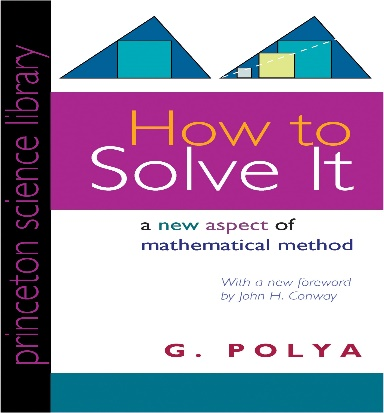 princeton science library
How to
Solve It
a new aspect of
mathematical method
With a new foreword
by John H. Conway
G. POLYA